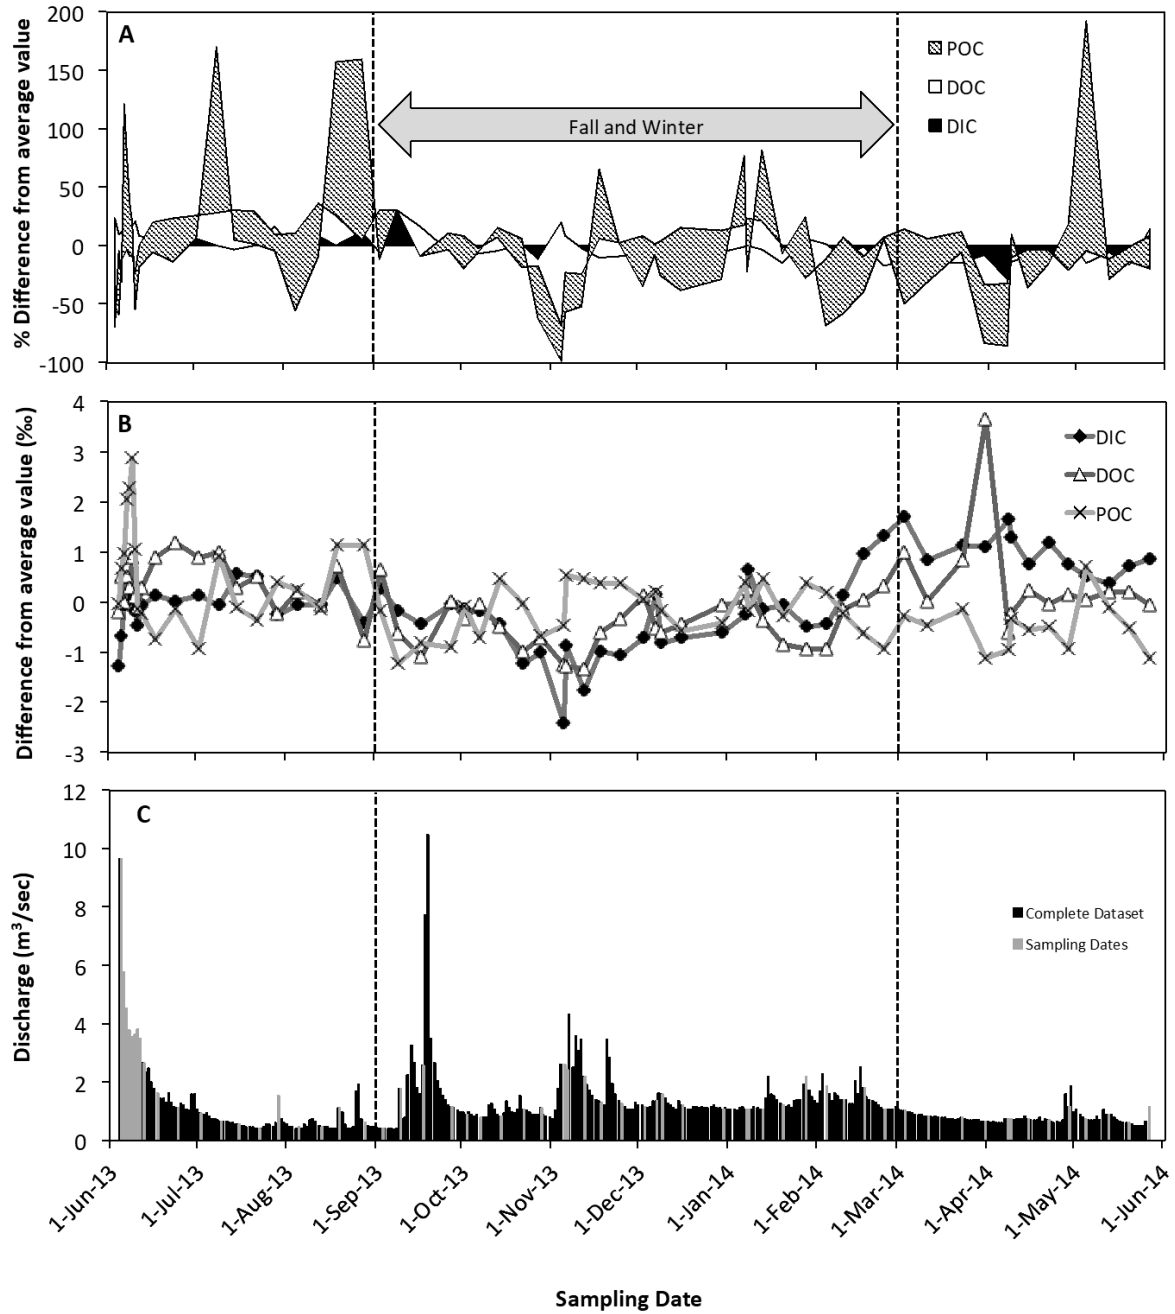 A
% Difference from average value
200
150
100
50
0
-50
-100
Fall and Winter
POC
DOC
DIC
B
Difference from average value (‰)
4
3
2
1
0
-1
-2
-3
DIC
DOC
POC
C
Discharge (m³/sec)
12
10
8
6
4
2
0
Complete Dataset
Sampling Dates
1-Jun-13
1-Jul-13
1-Aug-13
1-Sep-13
1-Oct-13
1-Nov-13
1-Dec-13
1-Jan-14
1-Feb-14
1-Mar-14
1-Apr-14
1-May-14
1-Jun-14
Sampling Date